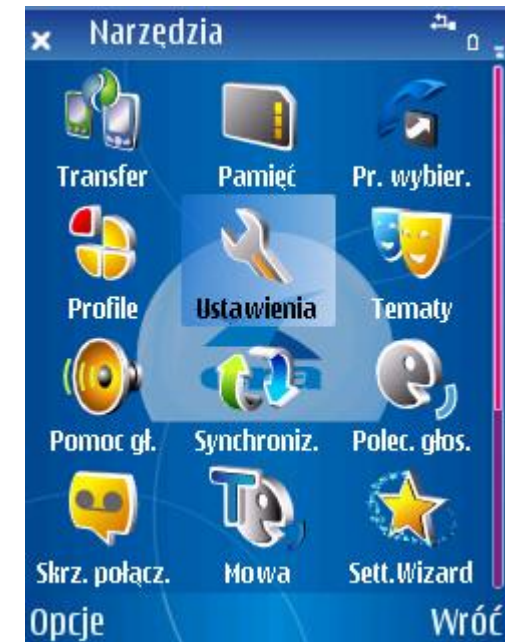 Narzędzia
Transfer Pamięć Pr. wybier.
Profile Ustawienia Tematy
Pomoc gł. Synchroniz. Polec. głos.
Skrz. połącz. Mowa Sett.Wizard
Opcje Wróć